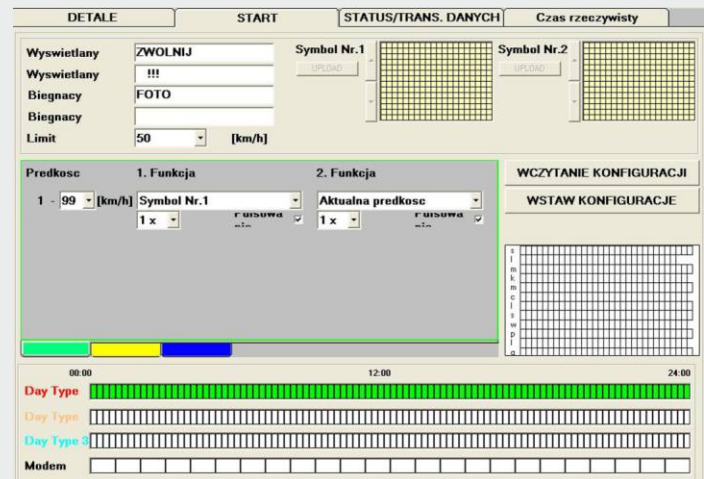 DETALE START STATUS/TRANS. DANYCH Czas rzeczywisty
Wyswietlany ZWOLNIJ Symbol Nr.1 Symbol Nr.2
UPLOAD UPLOAD
Wyswietlany !!!
Biegnacy FOTO
Biegnacy
Limit 50 [km/h]
Predkosc 1. Funkcja 2. Funkcja WCZYTANIE KONFIGURACJI
1 - 99 [km/h] Symbol Nr.1 Aktualna predkosc WSTAW KONFIGURACJE
1 x 1 x
s
l
m
k
m
c
l
s
w
p
l
g
00:00 12:00 24:00
Day Type
Day Type
Day Type 3
Modem